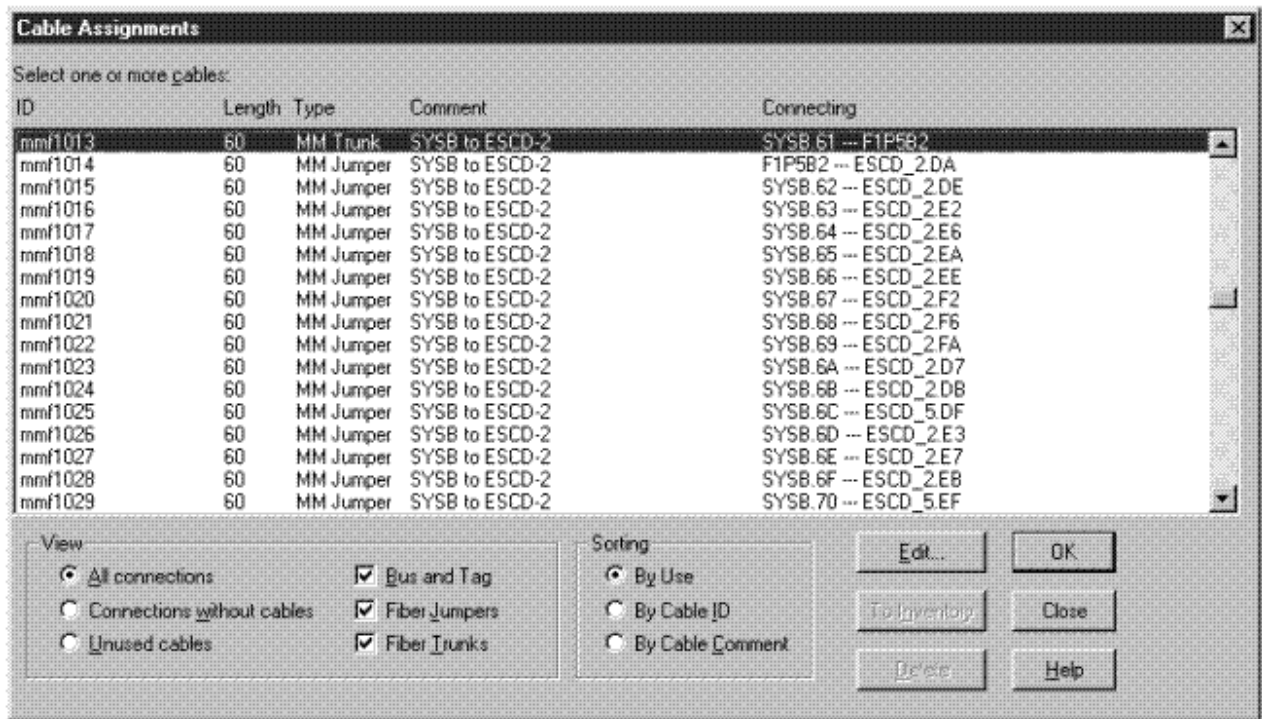 Cable Assignments
Select one or more cables:
ID Length Type Comment Connecting
mmf1013 60 MM Trunk SYSB to ESCD-2 SYSB.61 --- F1P5B2
mmf1014 60 MM Jumper SYSB to ESCD-2 F1P5B2 --- ESCD_2.DA
mmf1015 60 MM Jumper SYSB to ESCD-2 SYSB.62 --- ESCD_2.DE
mmf1016 60 MM Jumper SYSB to ESCD-2 SYSB.63 --- ESCD_2.E2
mmf1017 60 MM Jumper SYSB to ESCD-2 SYSB.64 --- ESCD_2.E6
mmf1018 60 MM Jumper SYSB to ESCD-2 SYSB.65 --- ESCD_2.EA
mmf1019 60 MM Jumper SYSB to ESCD-2 SYSB.66 --- ESCD_2.EE
mmf1020 60 MM Jumper SYSB to ESCD-2 SYSB.67 --- ESCD_2.F2
mmf1021 60 MM Jumper SYSB to ESCD-2 SYSB.68 --- ESCD_2.F6
mmf1022 60 MM Jumper SYSB to ESCD-2 SYSB.69 --- ESCD_2.FA
mmf1023 60 MM Jumper SYSB to ESCD-2 SYSB.6A --- ESCD_2.D7
mmf1024 60 MM Jumper SYSB to ESCD-2 SYSB.6B --- ESCD_2.DB
mmf1025 60 MM Jumper SYSB to ESCD-2 SYSB.6C --- ESCD_5.DF
mmf1026 60 MM Jumper SYSB to ESCD-2 SYSB.6D --- ESCD_2.E3
mmf1027 60 MM Jumper SYSB to ESCD-2 SYSB.6E --- ESCD_2.E7
mmf1028 60 MM Jumper SYSB to ESCD-2 SYSB.6F --- ESCD_2.EB
mmf1029 60 MM Jumper SYSB to ESCD-2 SYSB.70 --- ESCD_5.EF
View
All connections
Connections without cables
Unused cables
Bus and Tag
Fiber Jumpers
Fiber Trunks
Sorting
By Use
By Cable ID
By Cable Comment
Edit...
OK
To Inventory
Close
Delete
Help